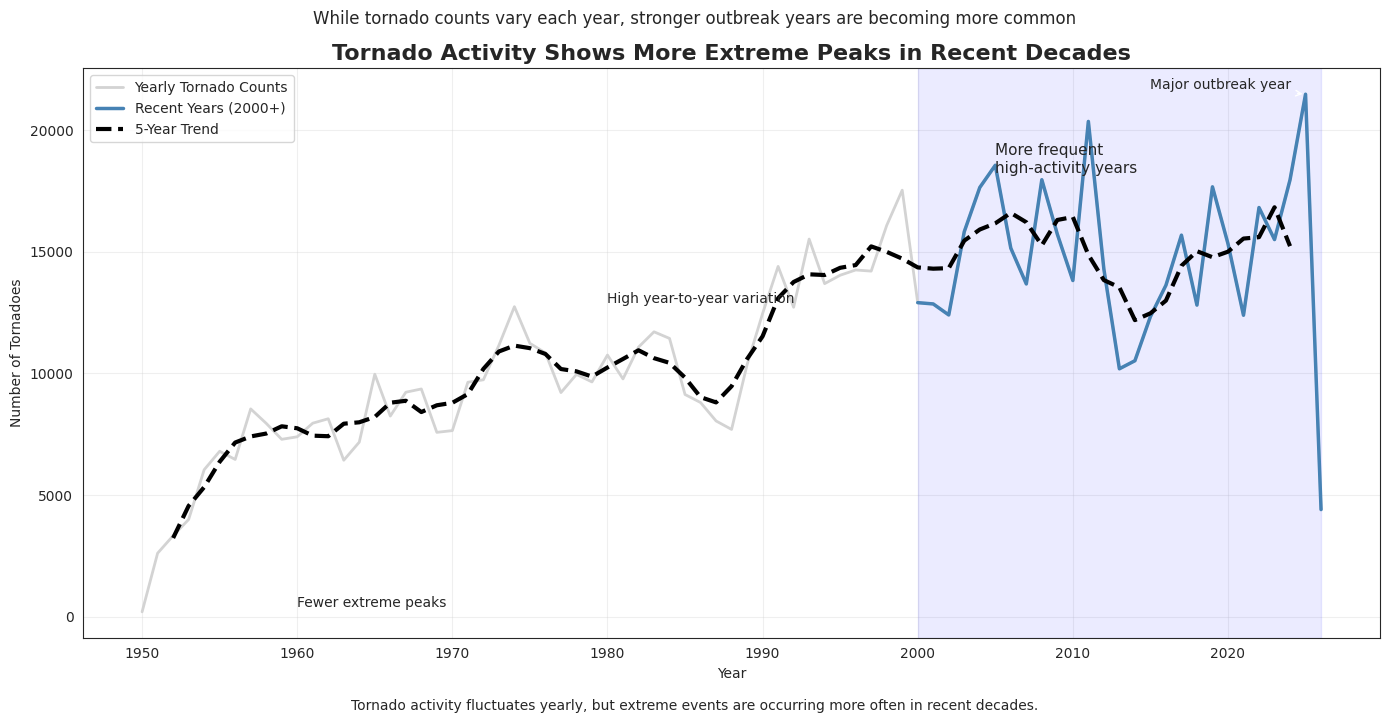 While tornado counts vary each year, stronger outbreak years are becoming more common
Tornado Activity Shows More Extreme Peaks in Recent Decades
Yearly Tornado Counts
Recent Years (2000+)
5-Year Trend
Major outbreak year
More frequent
high-activity years
High year-to-year variation
Fewer extreme peaks
Number of Tornadoes
20000
15000
10000
5000
0
1950 1960 1970 1980 1990 2000 2010 2020
Year
Tornado activity fluctuates yearly, but extreme events are occurring more often in recent decades.